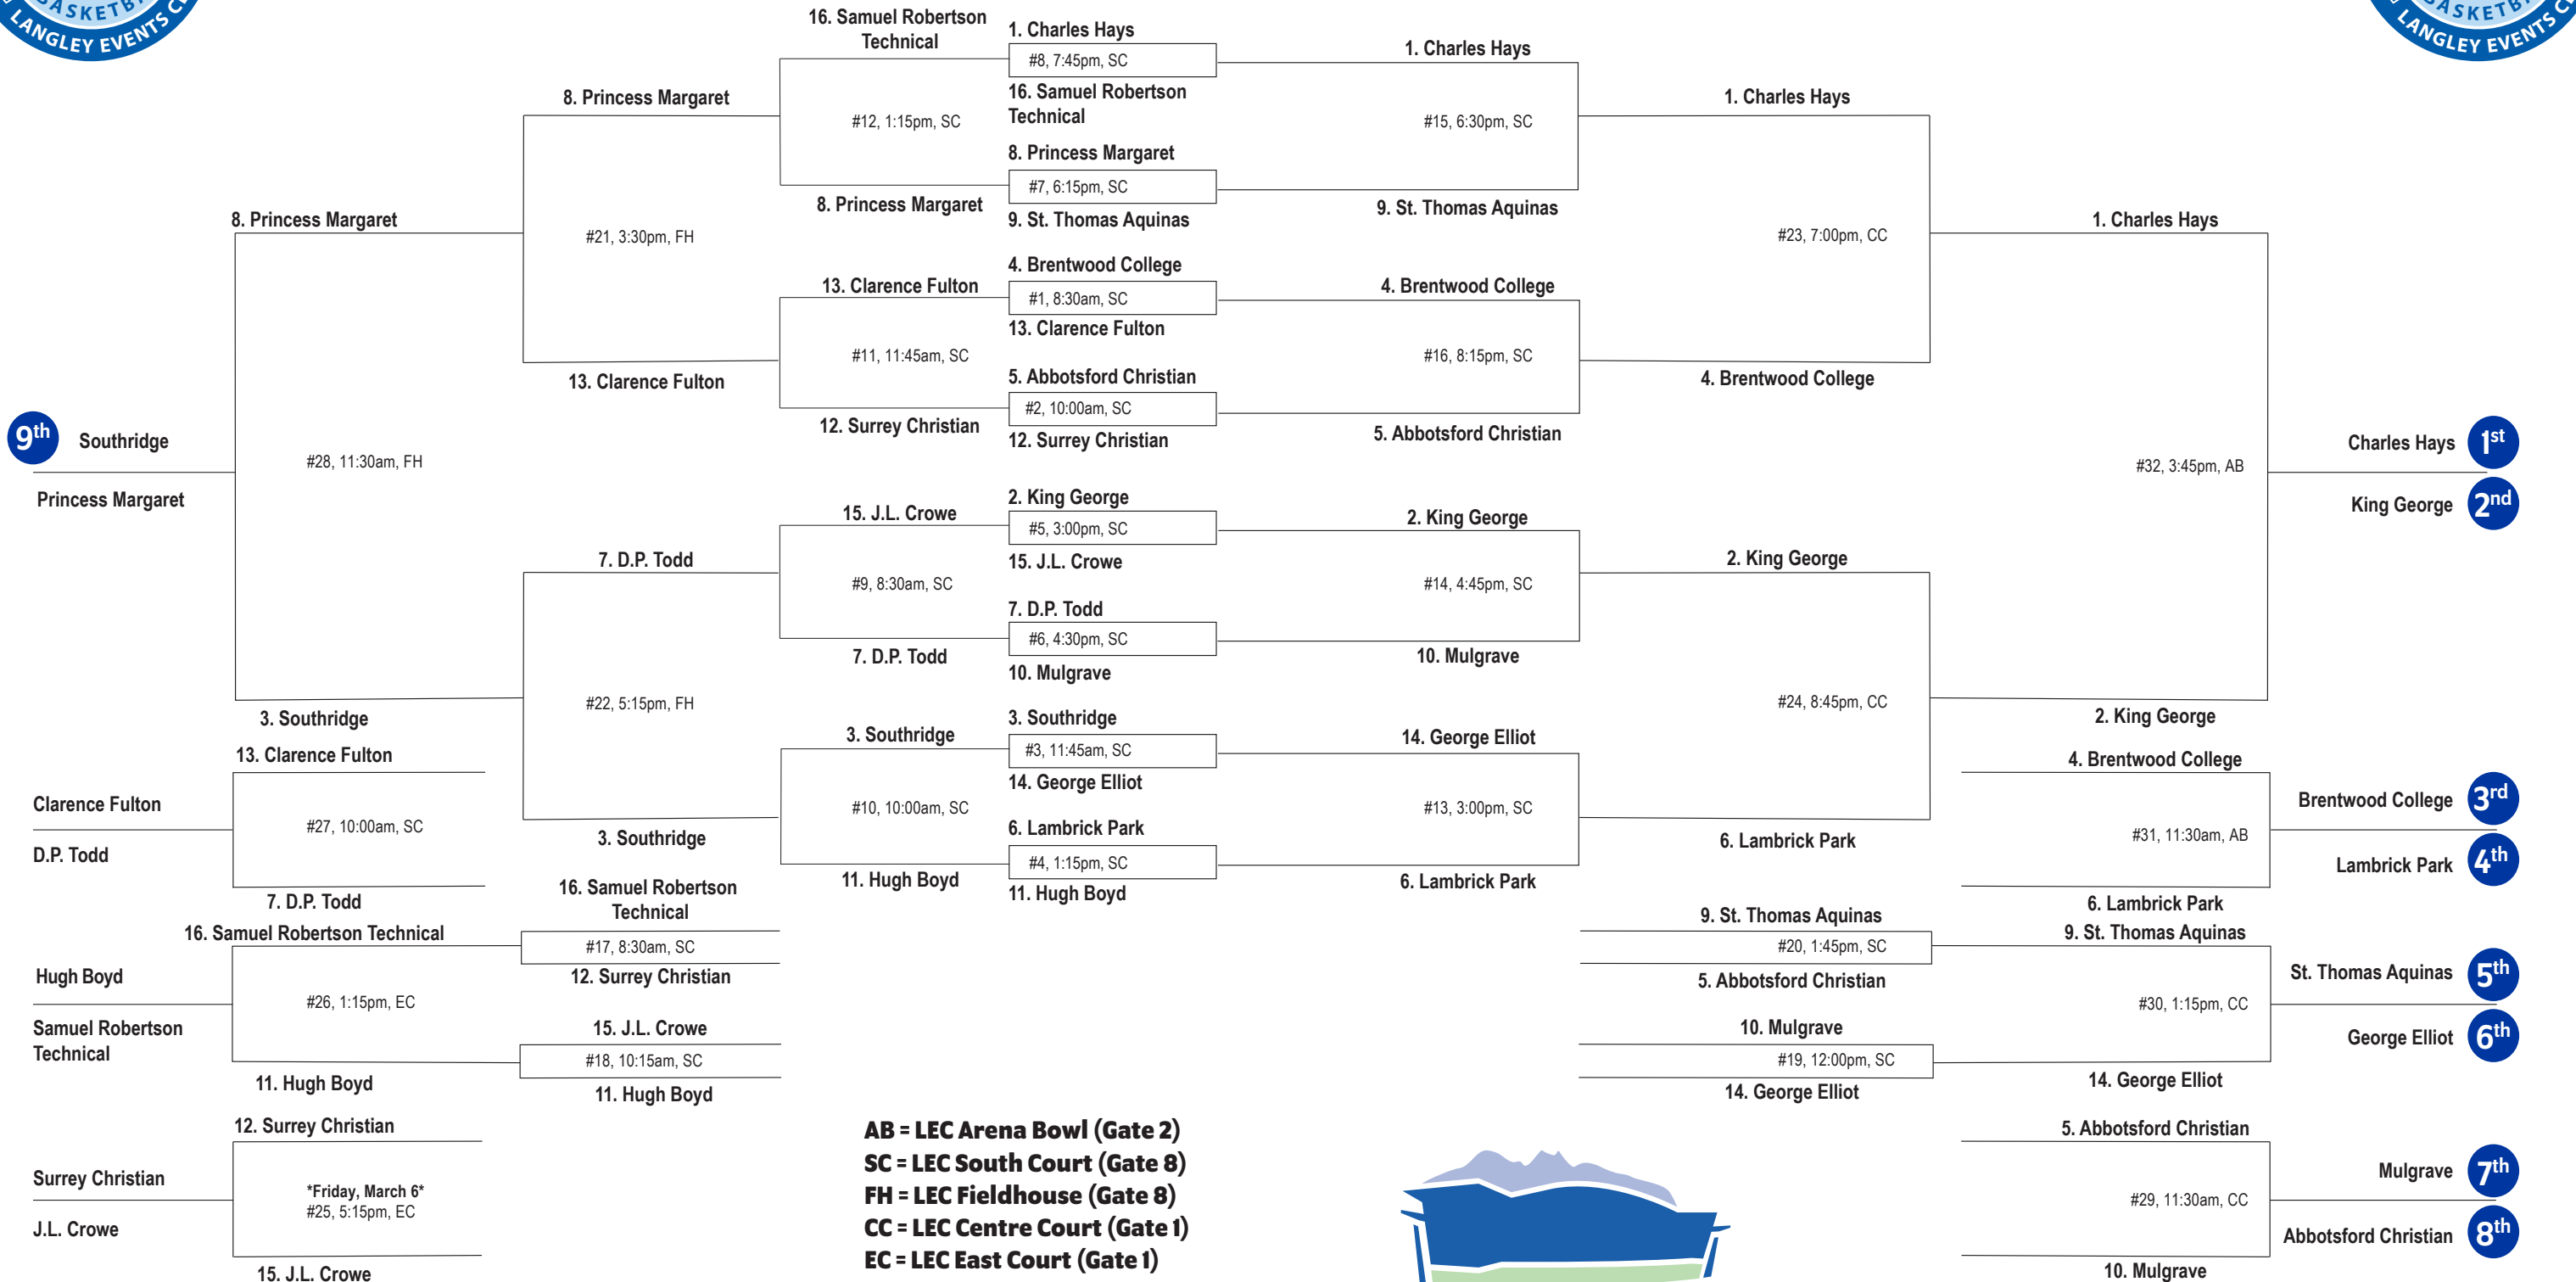 BASKETB
LANGLEY EVENTS C
BASKETB
LANGLEY EVENTS C
9th
Southridge
Princess Margaret
8. Princess Margaret
#28, 11:30am, FH
3. Southridge
13. Clarence Fulton
Clarence Fulton
#27, 10:00am, SC
D.P. Todd
7. D.P. Todd
16. Samuel Robertson Technical
Hugh Boyd
#26, 1:15pm, EC
Samuel Robertson
Technical
11. Hugh Boyd
12. Surrey Christian
Surrey Christian
*Friday, March 6*
#25, 5:15pm, EC
J.L. Crowe
15. J.L. Crowe
8. Princess Margaret
#21, 3:30pm, FH
13. Clarence Fulton
7. D.P. Todd
#22, 5:15pm, FH
3. Southridge
16. Samuel Robertson
Technical
#17, 8:30am, SC
12. Surrey Christian
15. J.L. Crowe
#18, 10:15am, SC
11. Hugh Boyd
16. Samuel Robertson
Technical
#12, 1:15pm, SC
8. Princess Margaret
13. Clarence Fulton
#11, 11:45am, SC
12. Surrey Christian
15. J.L. Crowe
#9, 8:30am, SC
7. D.P. Todd
3. Southridge
#10, 10:00am, SC
11. Hugh Boyd
1. Charles Hays
#8, 7:45pm, SC
16. Samuel Robertson
Technical
8. Princess Margaret
#7, 6:15pm, SC
9. St. Thomas Aquinas
4. Brentwood College
#1, 8:30am, SC
13. Clarence Fulton
5. Abbotsford Christian
#2, 10:00am, SC
12. Surrey Christian
2. King George
#5, 3:00pm, SC
15. J.L. Crowe
7. D.P. Todd
#6, 4:30pm, SC
10. Mulgrave
3. Southridge
#3, 11:45am, SC
14. George Elliot
6. Lambrick Park
#4, 1:15pm, SC
11. Hugh Boyd
1. Charles Hays
#15, 6:30pm, SC
9. St. Thomas Aquinas
4. Brentwood College
#16, 8:15pm, SC
5. Abbotsford Christian
2. King George
#14, 4:45pm, SC
10. Mulgrave
14. George Elliot
#13, 3:00pm, SC
6. Lambrick Park
1. Charles Hays
#23, 7:00pm, CC
4. Brentwood College
2. King George
#24, 8:45pm, CC
6. Lambrick Park
9. St. Thomas Aquinas
#20, 1:45pm, SC
5. Abbotsford Christian
10. Mulgrave
#19, 12:00pm, SC
14. George Elliot
1. Charles Hays
#32, 3:45pm, AB
2. King George
4. Brentwood College
#31, 11:30am, AB
6. Lambrick Park
9. St. Thomas Aquinas
#30, 1:15pm, CC
14. George Elliot
5. Abbotsford Christian
#29, 11:30am, CC
10. Mulgrave
Charles Hays 1st
King George 2nd
Brentwood College 3rd
Lambrick Park 4th
St. Thomas Aquinas 5th
George Elliot 6th
Mulgrave 7th
Abbotsford Christian 8th
AB = LEC Arena Bowl (Gate 2)
SC = LEC South Court (Gate 8)
FH = LEC Fieldhouse (Gate 8)
CC = LEC Centre Court (Gate 1)
EC = LEC East Court (Gate 1)